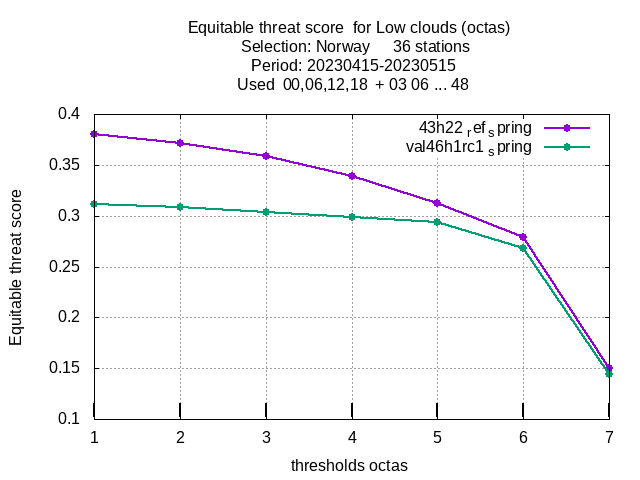 Equitable threat score  for Low clouds (octas)
Selection: Norway     36 stations
Period: 20230415-20230515
Used  00,06,12,18  + 03 06 ... 48
43h22 ref spring
val46h1rc1 spring
0.4
0.35
0.3
0.25
0.2
0.15
0.1
Equitable threat score
1 2 3 4 5 6 7
thresholds octas